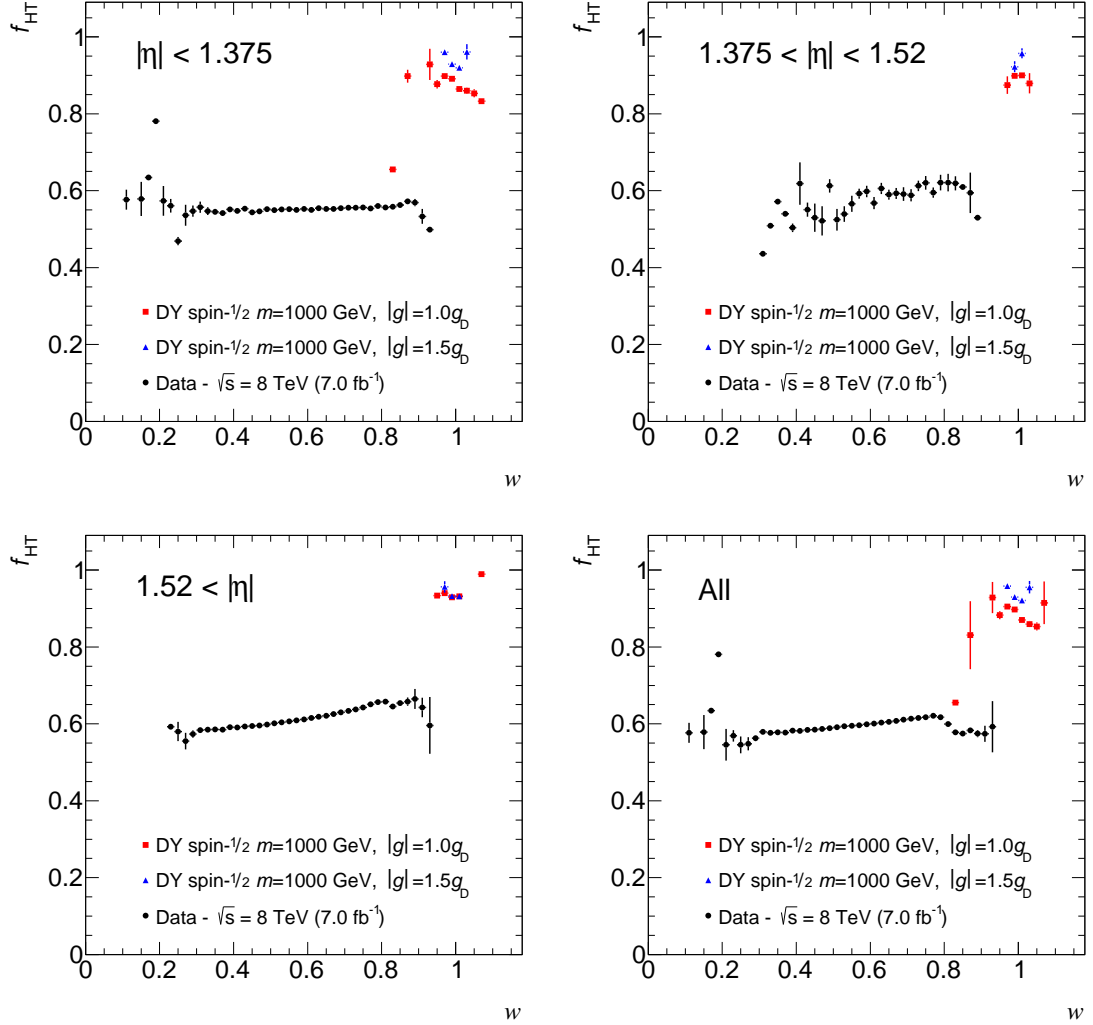 f_HT
1
|η| < 1.375
0.8
0.6
0.4
DY spin-1/2 m=1000 GeV, |g|=1.0g_D
0.2
DY spin-1/2 m=1000 GeV, |g|=1.5g_D
Data - √s = 8 TeV (7.0 fb⁻¹)
0
0 0.2 0.4 0.6 0.8 1
w
f_HT
1
1.375 < |η| < 1.52
0.8
0.6
0.4
DY spin-1/2 m=1000 GeV, |g|=1.0g_D
0.2
DY spin-1/2 m=1000 GeV, |g|=1.5g_D
Data - √s = 8 TeV (7.0 fb⁻¹)
0
0 0.2 0.4 0.6 0.8 1
w
f_HT
1
1.52 < |η|
0.8
0.6
0.4
DY spin-1/2 m=1000 GeV, |g|=1.0g_D
0.2
DY spin-1/2 m=1000 GeV, |g|=1.5g_D
Data - √s = 8 TeV (7.0 fb⁻¹)
0
0 0.2 0.4 0.6 0.8 1
w
f_HT
1
All
0.8
0.6
0.4
DY spin-1/2 m=1000 GeV, |g|=1.0g_D
0.2
DY spin-1/2 m=1000 GeV, |g|=1.5g_D
Data - √s = 8 TeV (7.0 fb⁻¹)
0
0 0.2 0.4 0.6 0.8 1
w